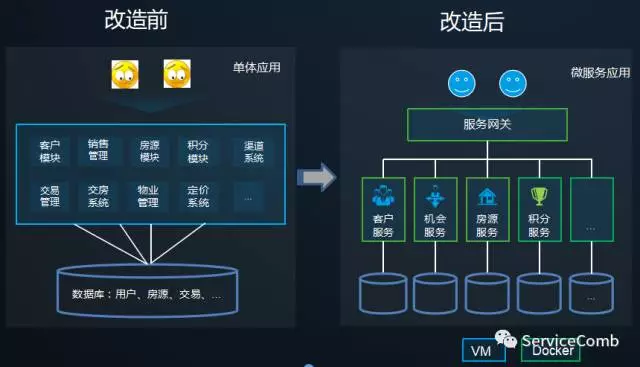 改造前
改造后
单体应用
微服务应用
客户
模块
销售
管理
房源
模块
积分
模块
渠道
系统
交易
管理
交房
系统
物业
管理
定价
系统
...
数据库：用户、房源、交易、...
服务网关
客户
服务
机会
服务
房源
服务
积分
服务
...
...
ServiceComb
VM
Docker